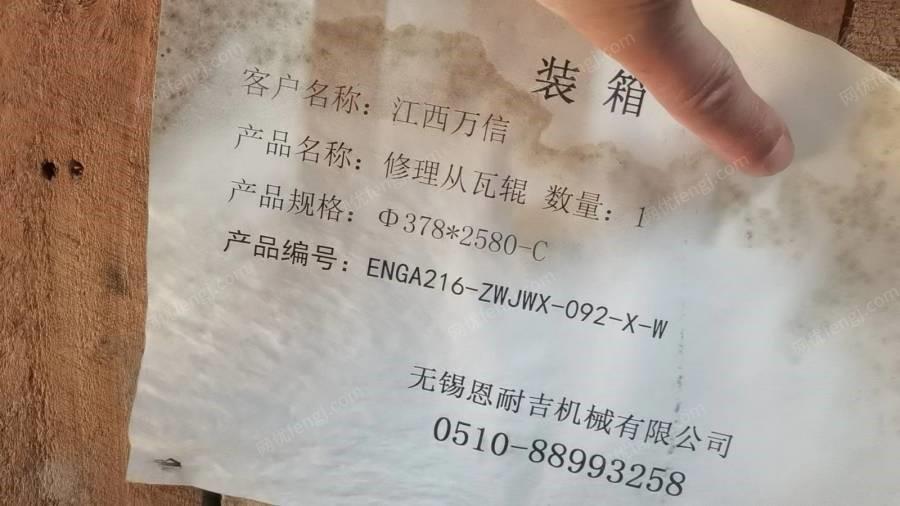 装箱
客户名称：江西万信
产品名称：修理从瓦辊 数量：1
产品规格：Φ378*2580-C
产品编号：ENGA216-ZWJWX-092-X-W
无锡恩耐吉机械有限公司
0510-88993258